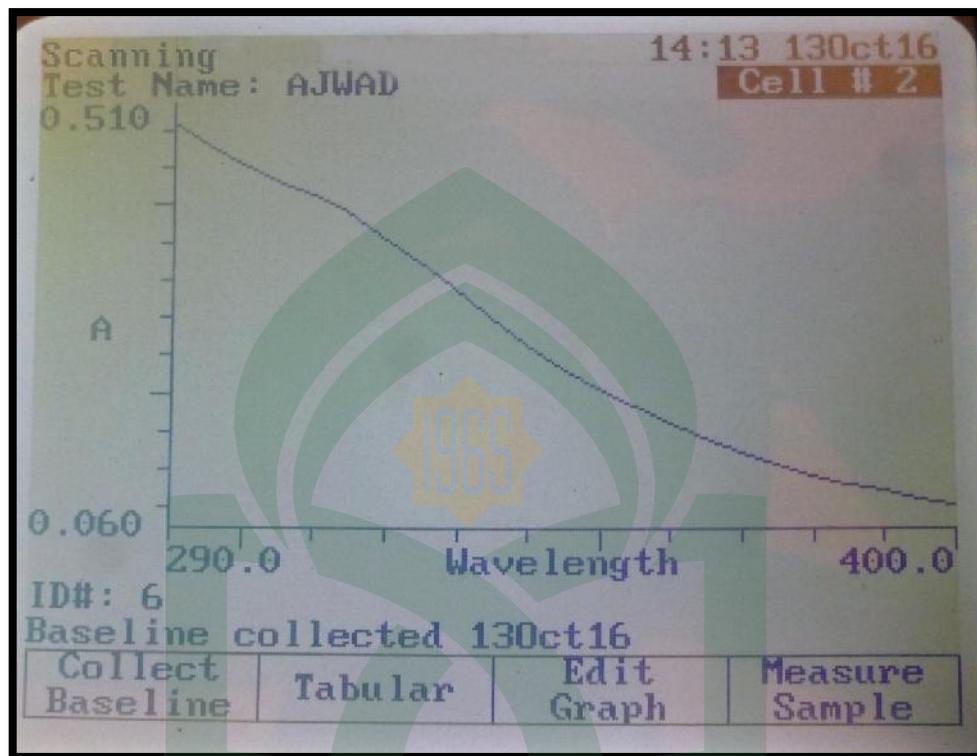 Scanning
14:13 13Oct16
Test Name: AJWAD
Cell # 2
0.510
A
1965
0.060
290.0 Wavelength 400.0
ID#: 6
Baseline collected 13Oct16
Collect Baseline
Tabular
Edit Graph
Measure Sample